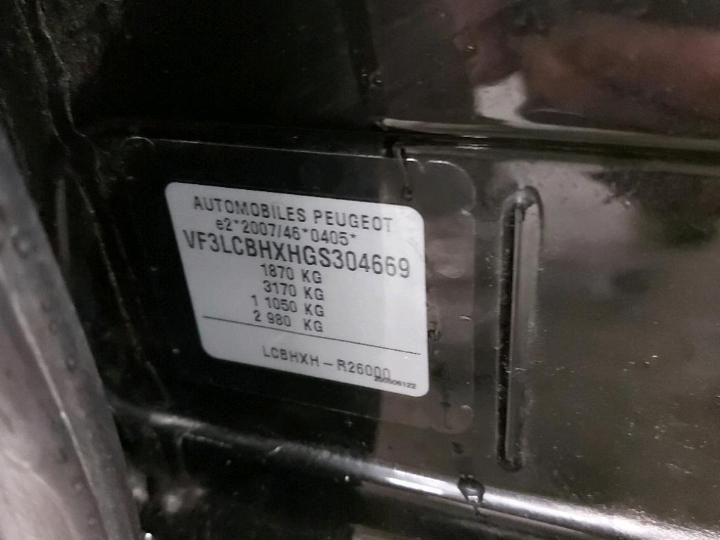 AUTOMOBILES PEUGEOT
e2*2007/46*0405*
VF3LCBHXHGS304669
1870 KG
3170 KG
1 1050 KG
2 980 KG
LCBHXH-R26000